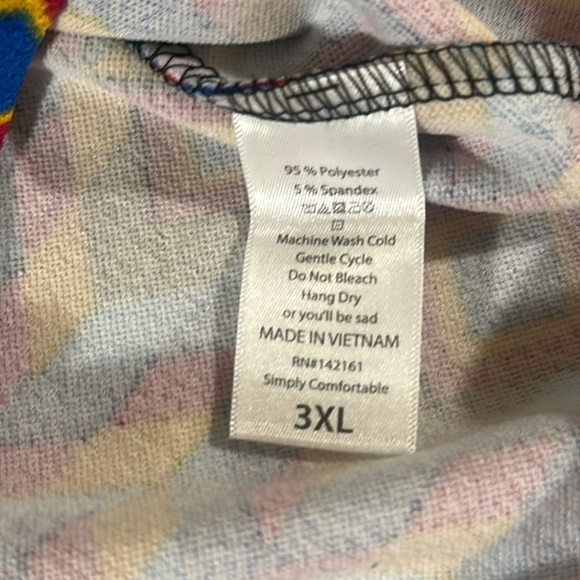 95 % Polyester
5 % Spandex
Machine Wash Cold
Gentle Cycle
Do Not Bleach
Hang Dry
or you'll be sad
MADE IN VIETNAM
RN#142161
Simply Comfortable
3XL